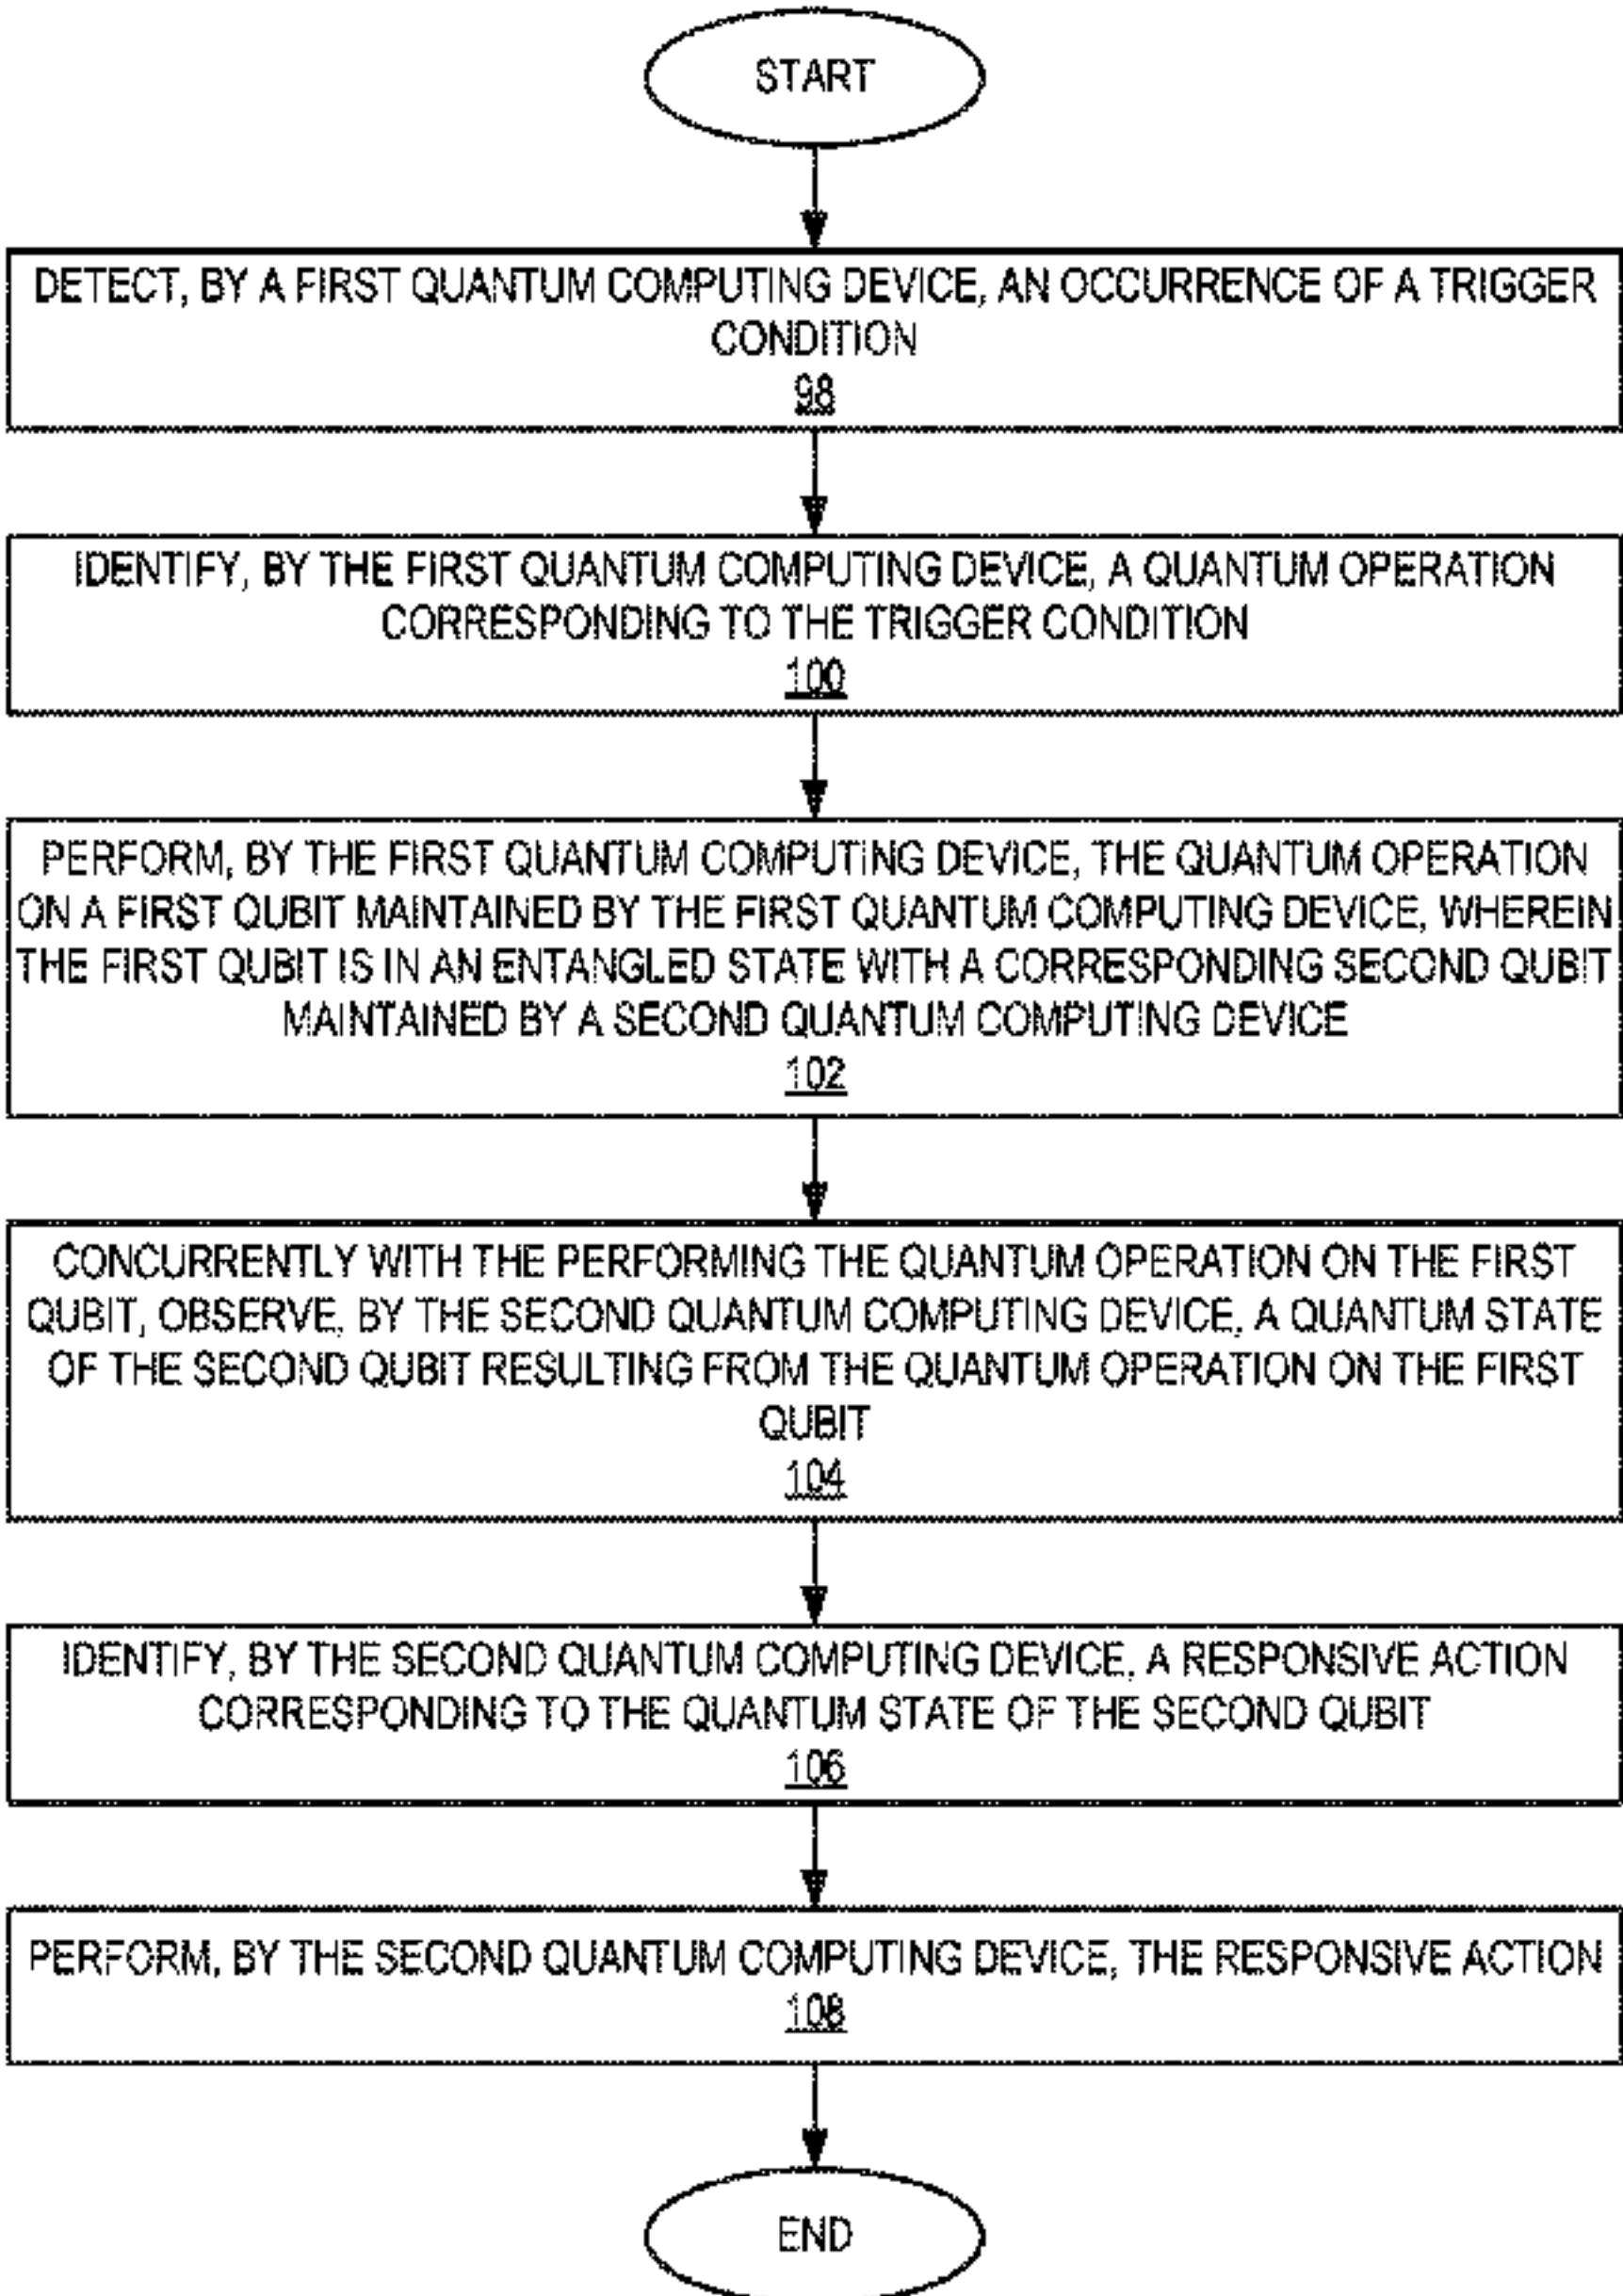 START
DETECT, BY A FIRST QUANTUM COMPUTING DEVICE, AN OCCURRENCE OF A TRIGGER
CONDITION
98
IDENTIFY, BY THE FIRST QUANTUM COMPUTING DEVICE, A QUANTUM OPERATION
CORRESPONDING TO THE TRIGGER CONDITION
100
PERFORM, BY THE FIRST QUANTUM COMPUTING DEVICE, THE QUANTUM OPERATION
ON A FIRST QUBIT MAINTAINED BY THE FIRST QUANTUM COMPUTING DEVICE, WHEREIN
THE FIRST QUBIT IS IN AN ENTANGLED STATE WITH A CORRESPONDING SECOND QUBIT
MAINTAINED BY A SECOND QUANTUM COMPUTING DEVICE
102
CONCURRENTLY WITH THE PERFORMING THE QUANTUM OPERATION ON THE FIRST
QUBIT, OBSERVE, BY THE SECOND QUANTUM COMPUTING DEVICE, A QUANTUM STATE
OF THE SECOND QUBIT RESULTING FROM THE QUANTUM OPERATION ON THE FIRST
QUBIT
104
IDENTIFY, BY THE SECOND QUANTUM COMPUTING DEVICE, A RESPONSIVE ACTION
CORRESPONDING TO THE QUANTUM STATE OF THE SECOND QUBIT
106
PERFORM, BY THE SECOND QUANTUM COMPUTING DEVICE, THE RESPONSIVE ACTION
108
END